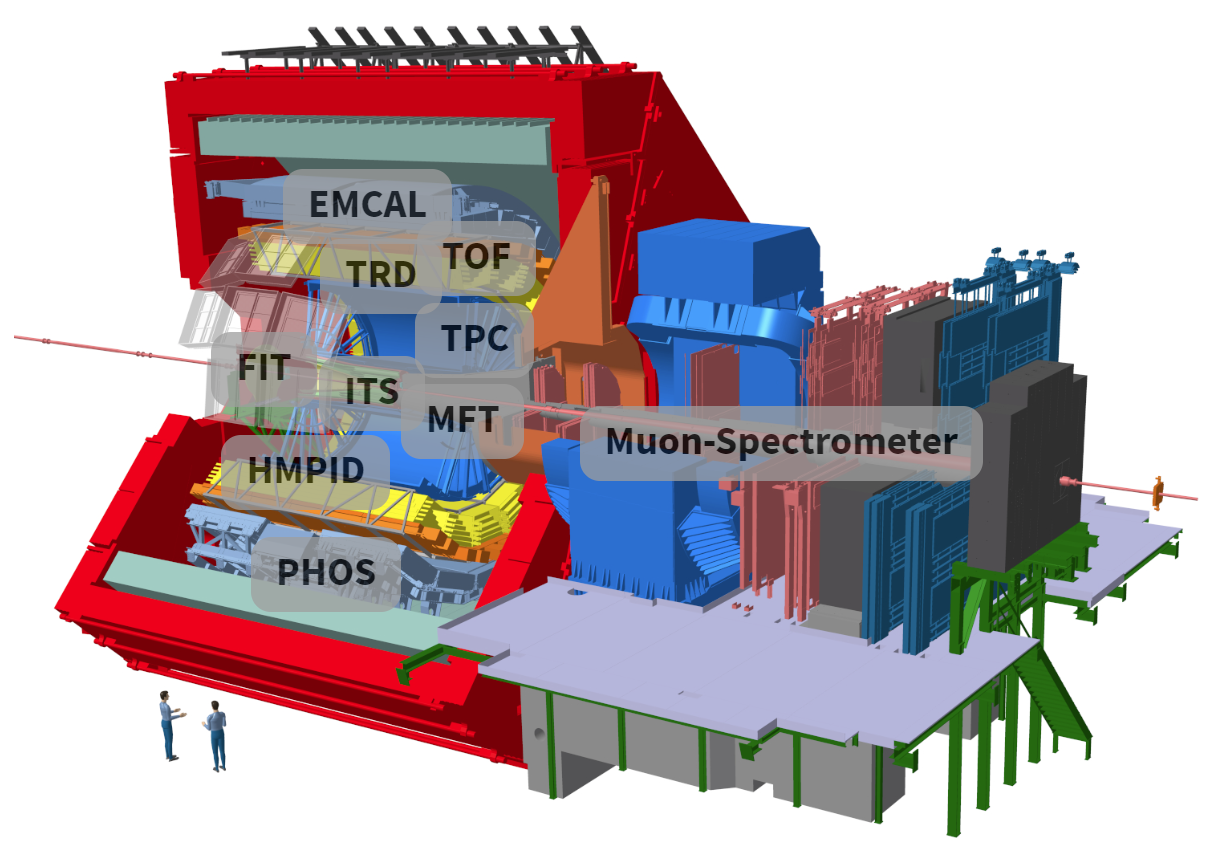 EMCAL
TOF
TRD
TPC
FIT
ITS
MFT
Muon-Spectrometer
HMPID
PHOS